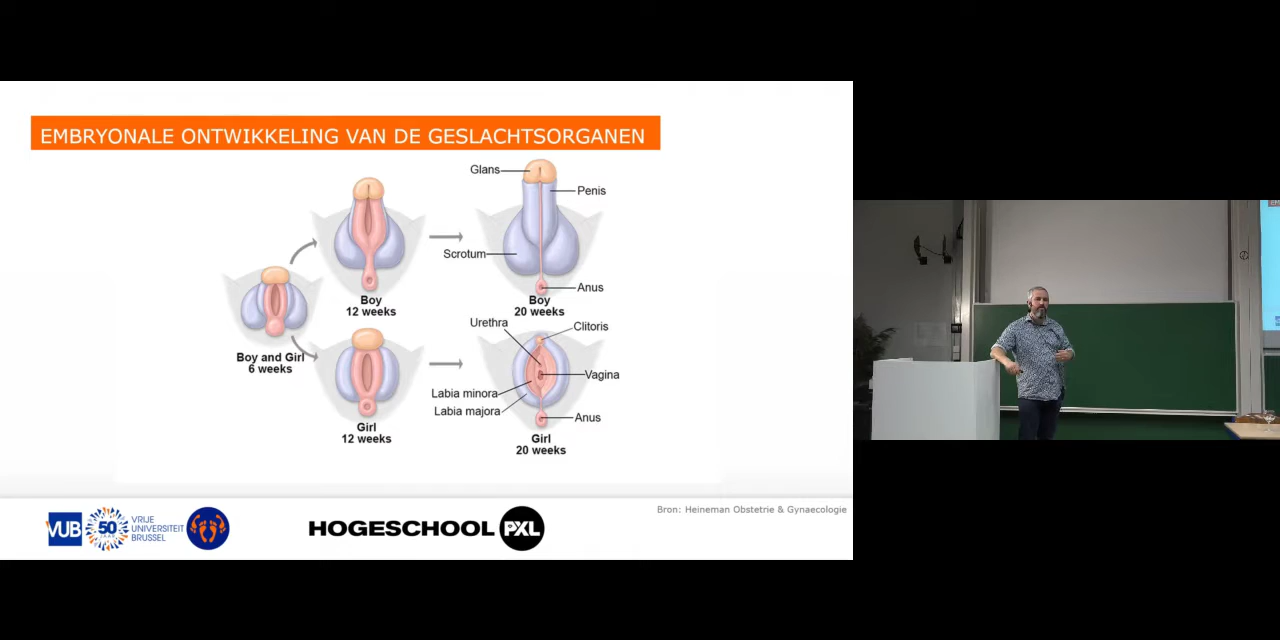 EMBRYONALE ONTWIKKELING VAN DE GESLACHTSORGANEN
Glans
Penis
Scrotum
Anus
Boy
12 weeks
Boy
20 weeks
Boy and Girl
6 weeks
Urethra
Clitoris
Vagina
Labia minora
Labia majora
Anus
Girl
12 weeks
Girl
20 weeks
Bron: Heineman Obstetrie & Gynaecologie
VUB
50
JAAR
VRIJE
UNIVERSITEIT
BRUSSEL
HOGESCHOOL PXL